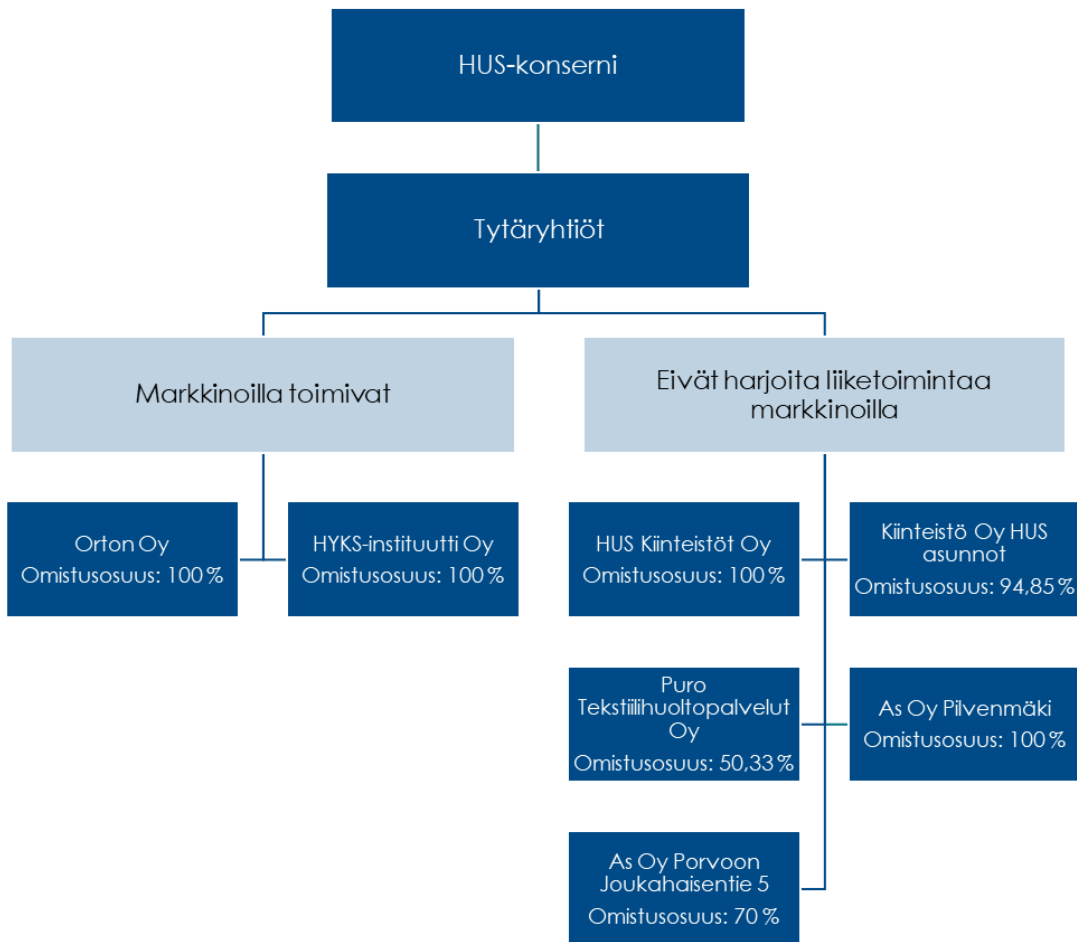 HUS-konserni
Tytäryhtiöt
Markkinoilla toimivat
Eivät harjoita liiketoimintaa
markkinoilla
Orton Oy
Omistusosuus: 100 %
HYKS-instituutti Oy
Omistusosuus: 100 %
HUS Kiinteistöt Oy
Omistusosuus: 100 %
Kiinteistö Oy HUS
asunnot
Omistusosuus: 94,85 %
Puro
Tekstiilihuoltopalvelut
Oy
Omistusosuus: 50,33 %
As Oy Pilvenmäki
Omistusosuus: 100 %
As Oy Porvoon
Joukahaisentie 5
Omistusosuus: 70 %